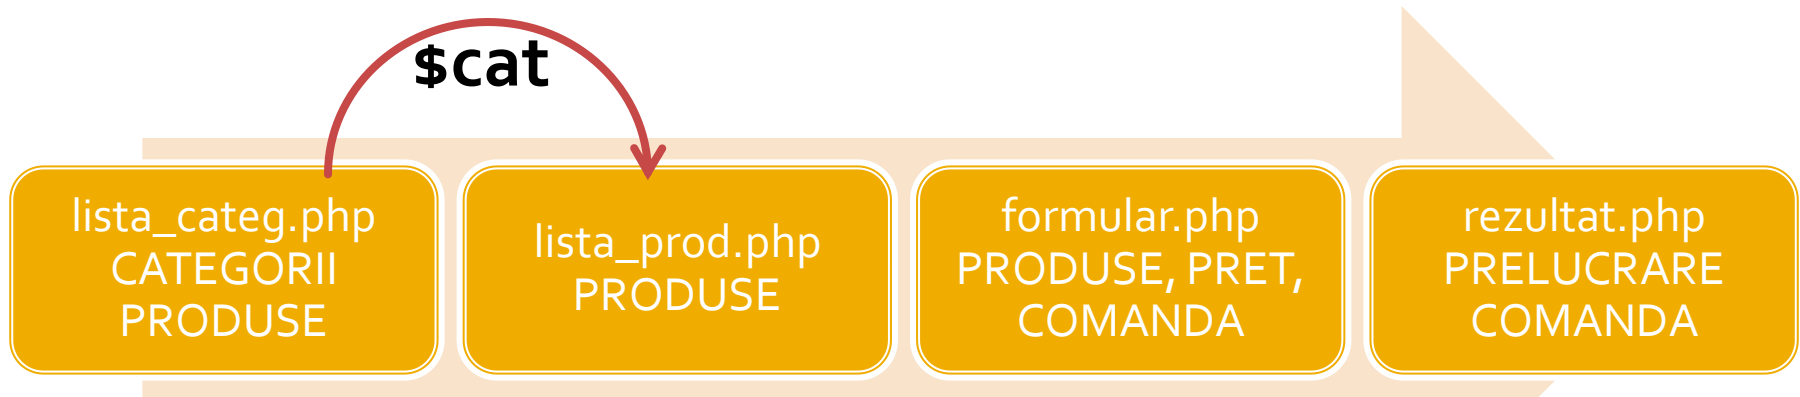 $cat
lista_categ.php
CATEGORII
PRODUSE
lista_prod.php
PRODUSE
formular.php
PRODUSE, PRET,
COMANDA
rezultat.php
PRELUCRARE
COMANDA